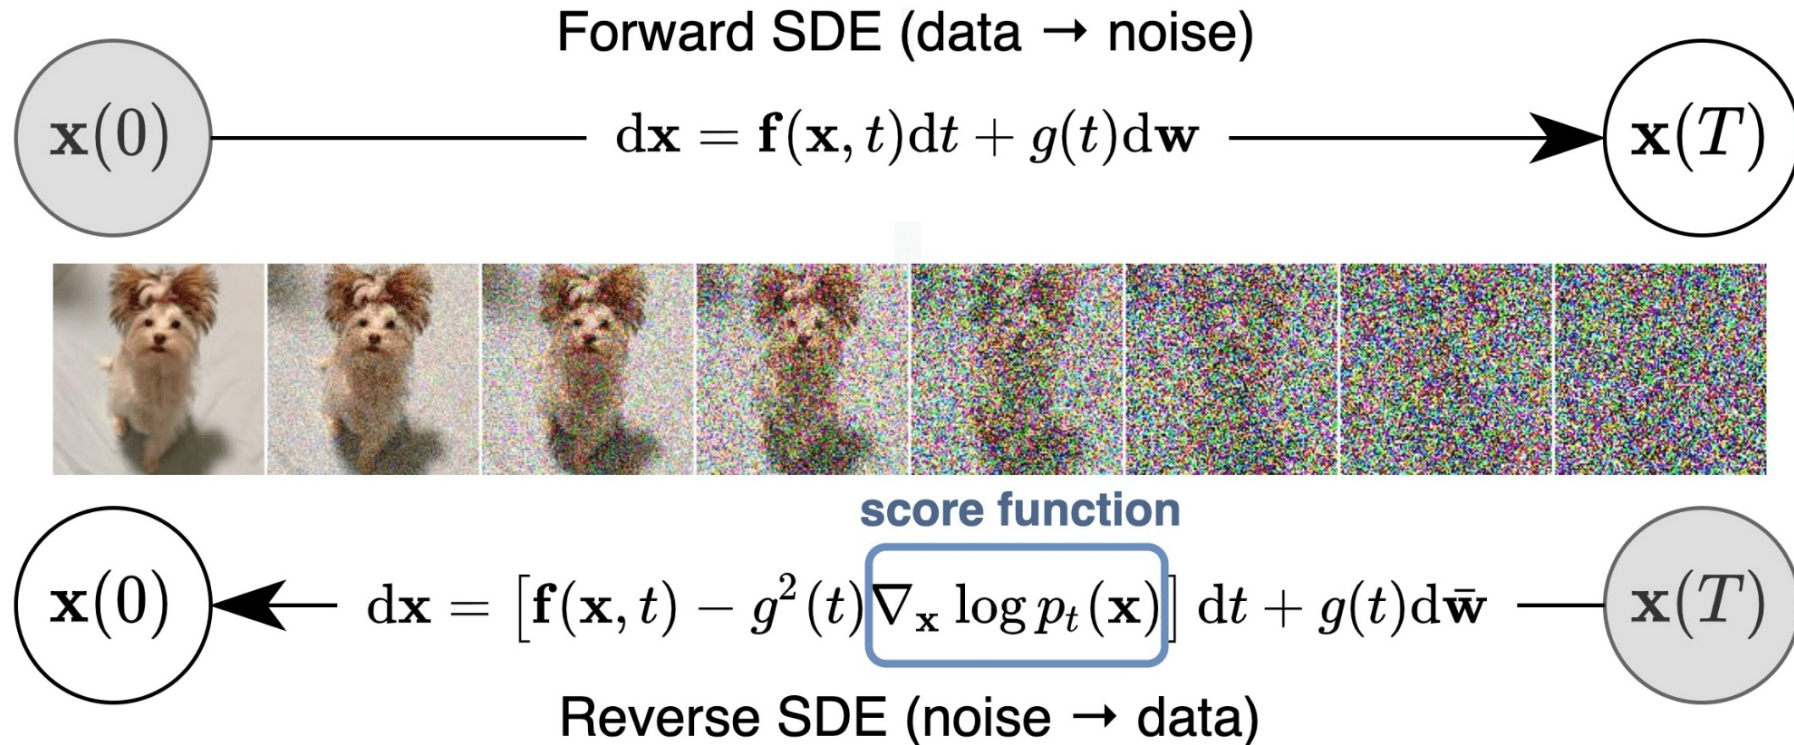 Forward SDE (data → noise)
x(0) dx = f(x, t)dt + g(t)dw x(T)
score function
x(0) dx = [f(x, t) − g²(t)∇ₓ log pₜ(x)] dt + g(t)dw̄ x(T)
Reverse SDE (noise → data)